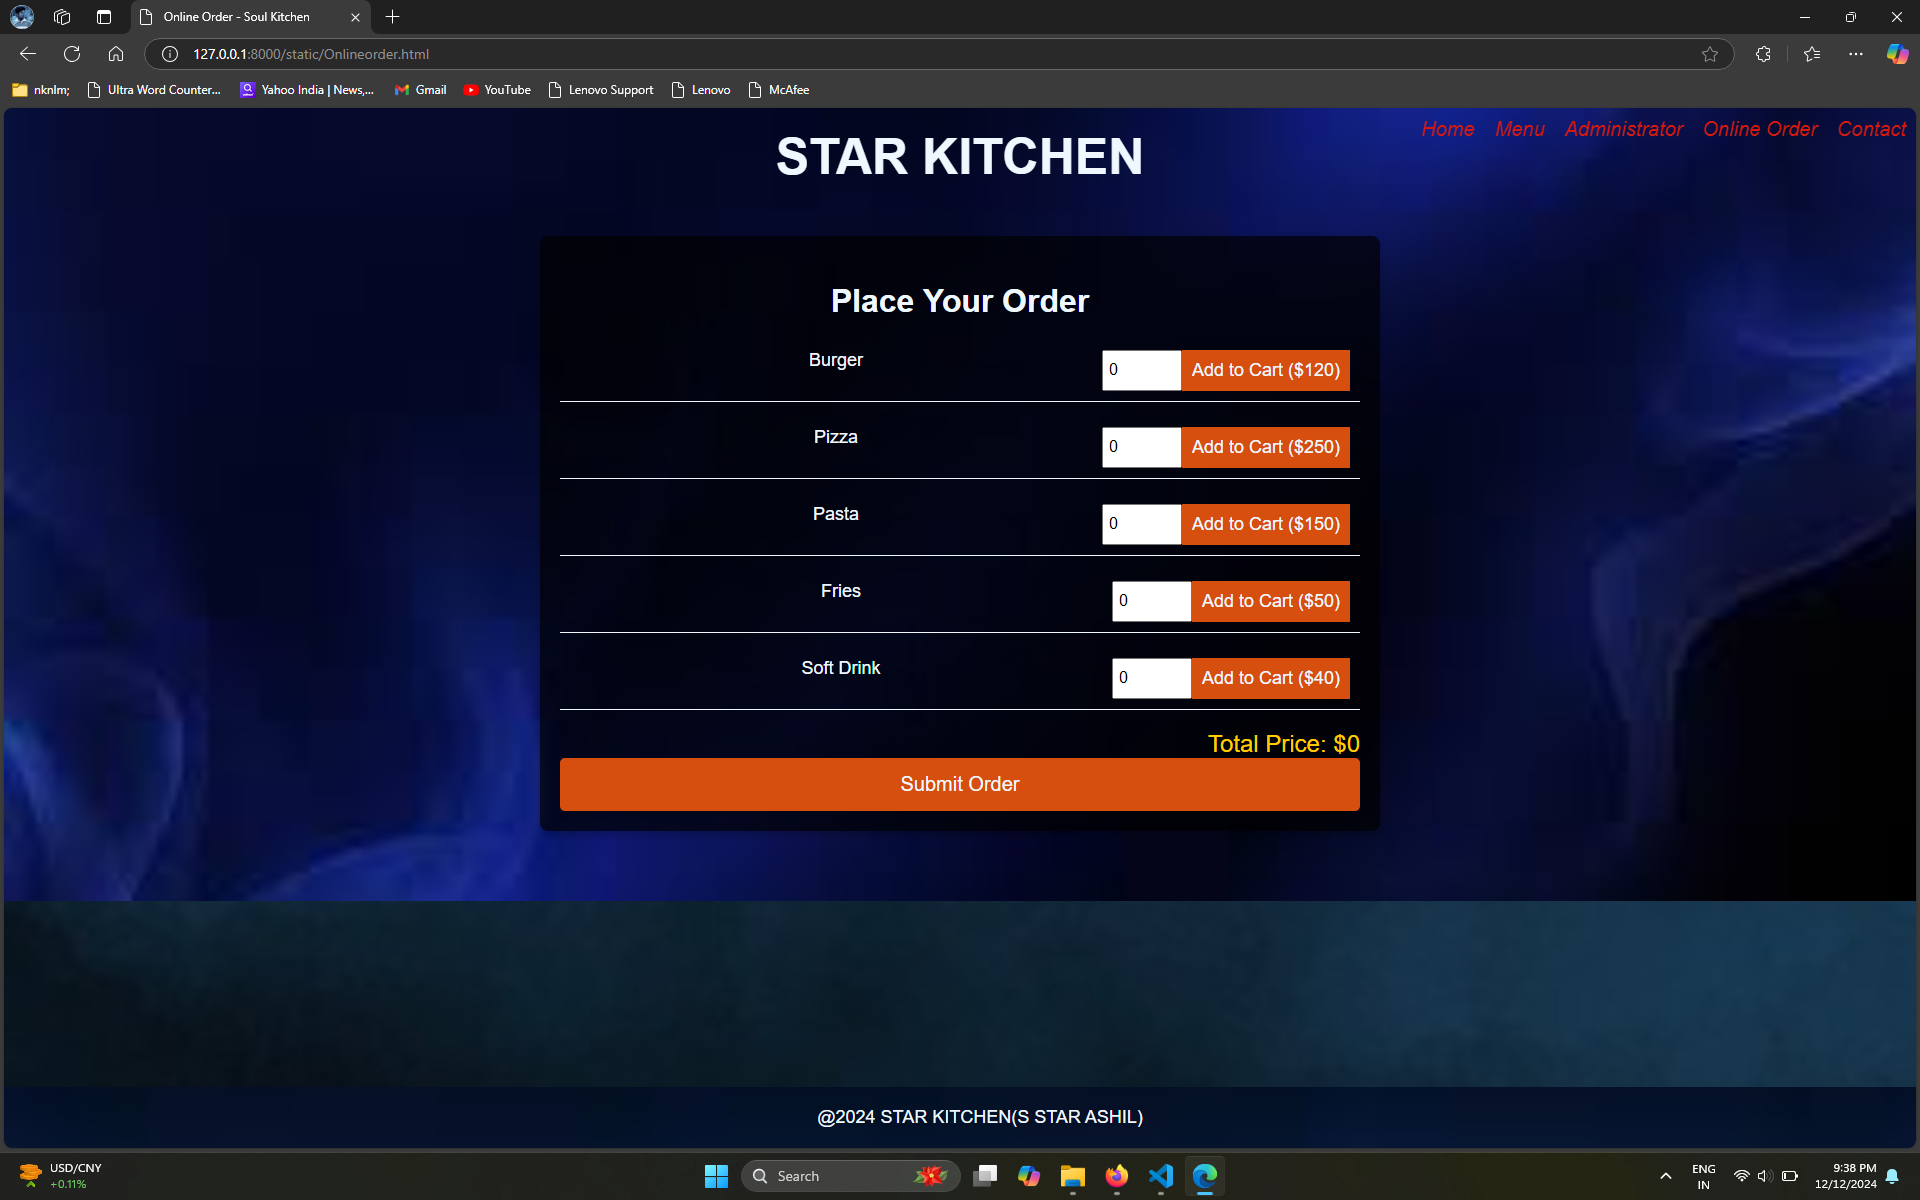 Online Order - Soul Kitchen
127.0.0.1:8000/static/Onlineorder.html
nknlm;
Ultra Word Counter...
Yahoo India | News,...
Gmail
YouTube
Lenovo Support
Lenovo
McAfee
Home Menu Administrator Online Order Contact
STAR KITCHEN
Place Your Order
Burger
0
Add to Cart ($120)
Pizza
0
Add to Cart ($250)
Pasta
0
Add to Cart ($150)
Fries
0
Add to Cart ($50)
Soft Drink
0
Add to Cart ($40)
Total Price: $0
Submit Order
@2024 STAR KITCHEN(S STAR ASHIL)
USD/CNY
+0.11%
Search
ENG
IN
9:38 PM
12/12/2024